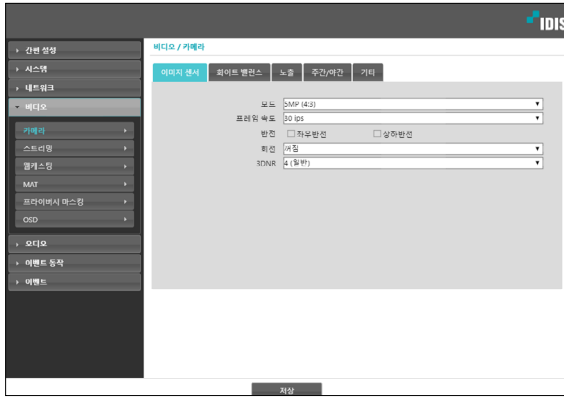 IDIS
간편 설정
시스템
네트워크
비디오
카메라
스트리밍
웹캐스팅
MAT
프라이버시 마스킹
OSD
오디오
이벤트 동작
이벤트
비디오 / 카메라
이미지 센서 화이트 밸런스 노출 주간/야간 기타
모드 5MP (4:3)
프레임 속도 30 ips
반전 좌우반전 상하반전
회전 꺼짐
3DNR 4 (일반)
저장